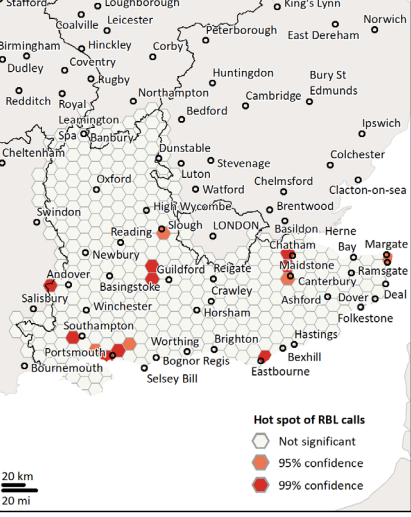 Stafford
Loughborough
King's Lynn
Coalville
Leicester
Norwich
Birmingham
Hinckley
Peterborough
East Dereham
Dudley
Corby
Coventry
Rugby
Huntingdon
Bury St
Edmunds
Redditch
Royal
Leamington
Spa
Northampton
Cambridge
Bedford
Ipswich
Cheltenham
Banbury
Dunstable
Stevenage
Colchester
Luton
Oxford
Watford
Chelmsford
Clacton-on-sea
Swindon
High Wycombe
Brentwood
Reading
Slough
LONDON
Basildon
Herne
Bay
Margate
Chatham
Newbury
Guildford
Reigate
Maidstone
Ramsgate
Andover
Basingstoke
Canterbury
Salisbury
Crawley
Ashford
Dover
Deal
Winchester
Horsham
Folkestone
Southampton
Hastings
Portsmouth
Worthing
Brighton
Bexhill
Bournemouth
Bognor Regis
Eastbourne
Selsey Bill
Hot spot of RBL calls
Not significant
95% confidence
99% confidence
20 km
20 mi